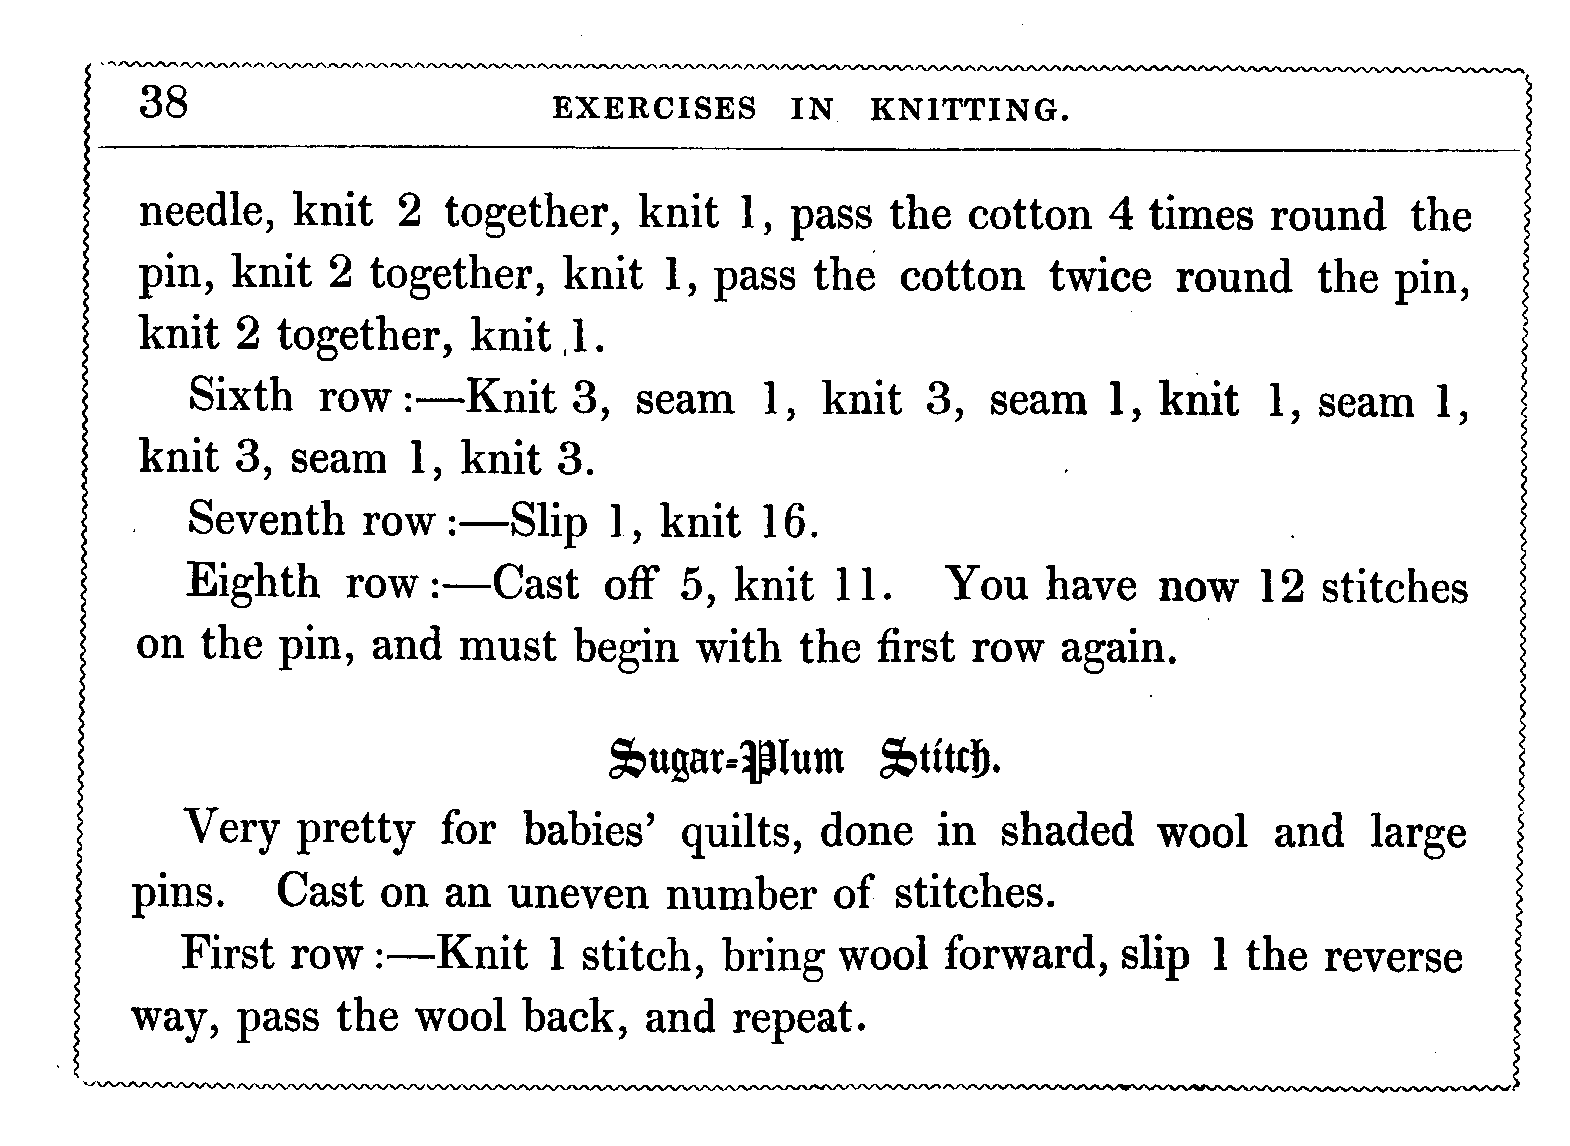 38 EXERCISES IN KNITTING.
needle, knit 2 together, knit 1, pass the cotton 4 times round the
pin, knit 2 together, knit 1, pass the cotton twice round the pin,
knit 2 together, knit 1.
Sixth row:—Knit 3, seam 1, knit 3, seam 1, knit 1, seam 1,
knit 3, seam 1, knit 3.
Seventh row:—Slip 1, knit 16.
Eighth row:—Cast off 5, knit 11. You have now 12 stitches
on the pin, and must begin with the first row again.
Sugar-Plum Stitch.
Very pretty for babies’ quilts, done in shaded wool and large
pins. Cast on an uneven number of stitches.
First row:—Knit 1 stitch, bring wool forward, slip 1 the reverse
way, pass the wool back, and repeat.